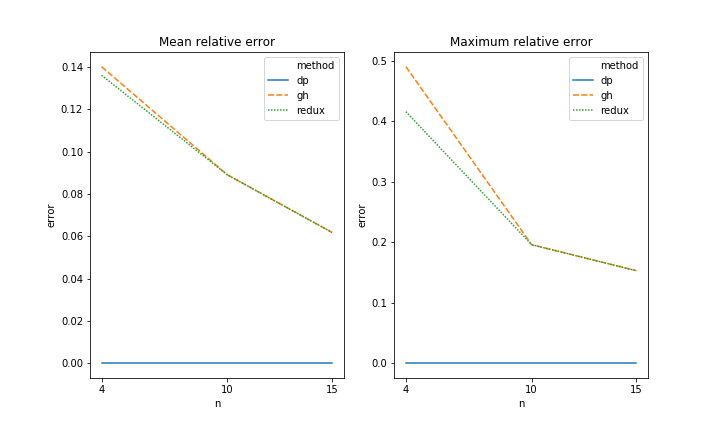 Mean relative error
0.14
0.12
0.10
0.08
0.06
0.04
0.02
0.00
error
4
10
15
n
method
dp
gh
redux
Maximum relative error
0.5
0.4
0.3
0.2
0.1
0.0
error
4
10
15
n
method
dp
gh
redux